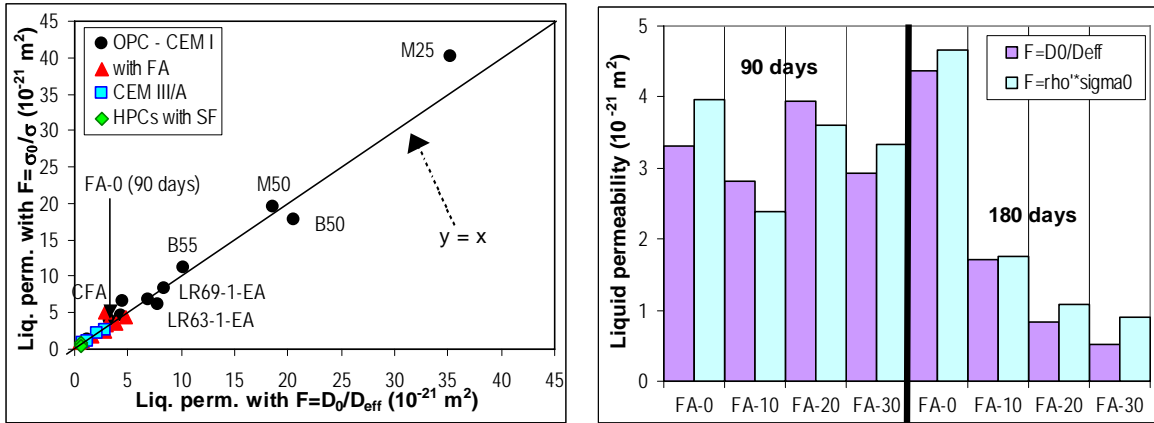 Liq. perm. with F=σ₀/σ (10⁻²¹ m²)
45
40
35
30
25
20
15
10
5
0
OPC - CEM I
with FA
CEM III/A
HPCs with SF
M25
FA-0 (90 days)
M50
B50
y = x
B55
CFA
LR69-1-EA
LR63-1-EA
0 5 10 15 20 25 30 35 40 45
Liq. perm. with F=D₀/D_eff (10⁻²¹ m²)
Liquid permeability (10⁻²¹ m²)
5
4
3
2
1
0
90 days
F=D0/Deff
F=rho'*sigma0
180 days
FA-0 FA-10 FA-20 FA-30 FA-0 FA-10 FA-20 FA-30